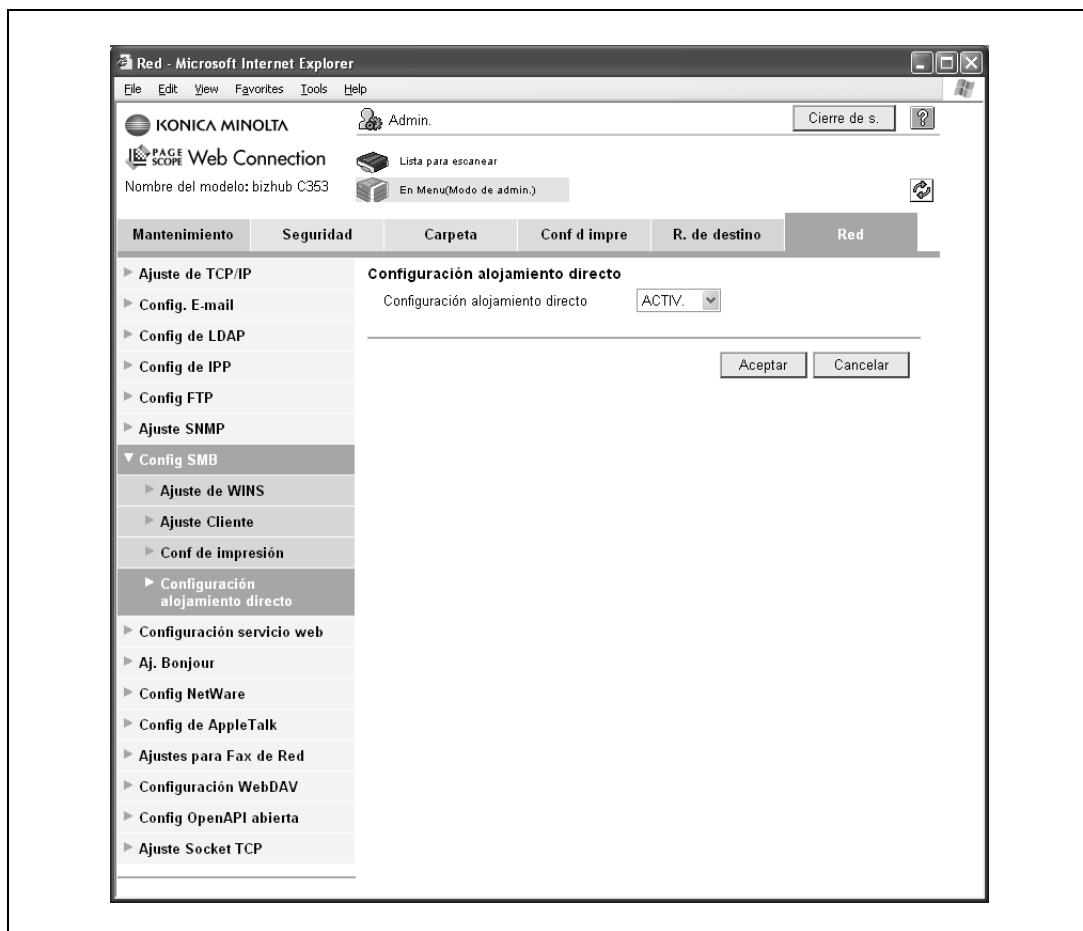 Red - Microsoft Internet Explorer
File Edit View Favorites Tools Help
KONICA MINOLTA
Admin.
Cierre de s.
?
PAGE SCOPE Web Connection
Lista para escanear
Nombre del modelo: bizhub C353
En Menu(Modo de admin.)
Mantenimiento Seguridad Carpeta Conf d impre R. de destino Red
Ajuste de TCP/IP
Config. E-mail
Config de LDAP
Config de IPP
Config FTP
Ajuste SNMP
Config SMB
Ajuste de WINS
Ajuste Cliente
Conf de impresión
Configuración
alojamiento directo
Configuración servicio web
Aj. Bonjour
Config NetWare
Config de AppleTalk
Ajustes para Fax de Red
Configuración WebDAV
Config OpenAPI abierta
Ajuste Socket TCP
Configuración alojamiento directo
Configuración alojamiento directo ACTIV.
Aceptar Cancelar